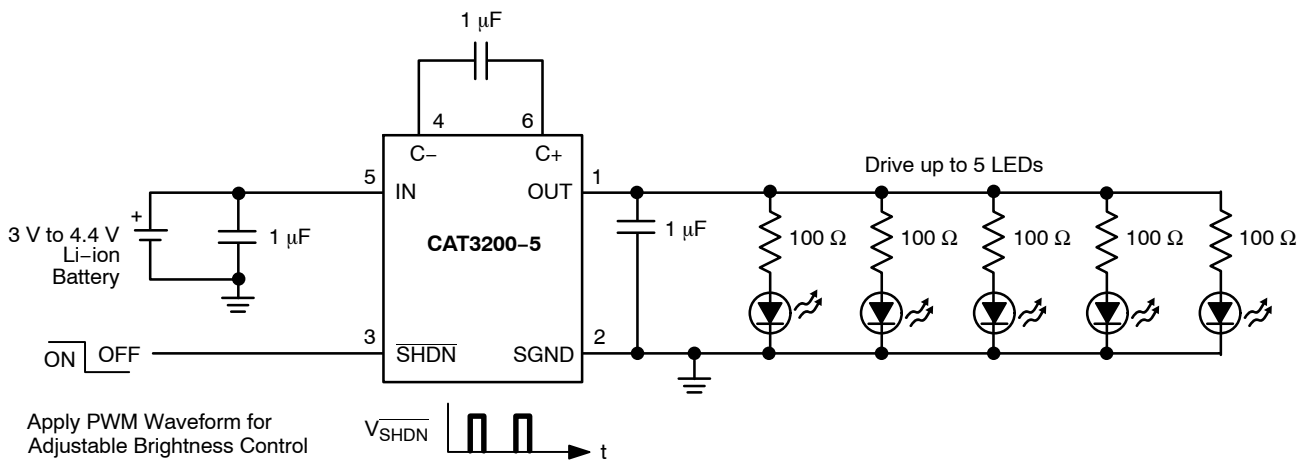 1 μF
4
6
C−
C+
Drive up to 5 LEDs
5
IN
OUT
1
+
3 V to 4.4 V
Li−ion
Battery
1 μF
CAT3200−5
1 μF
100 Ω
100 Ω
100 Ω
100 Ω
100 Ω
ON
OFF
3
SHDN
SGND
2
Apply PWM Waveform for
Adjustable Brightness Control
VSHDN
t